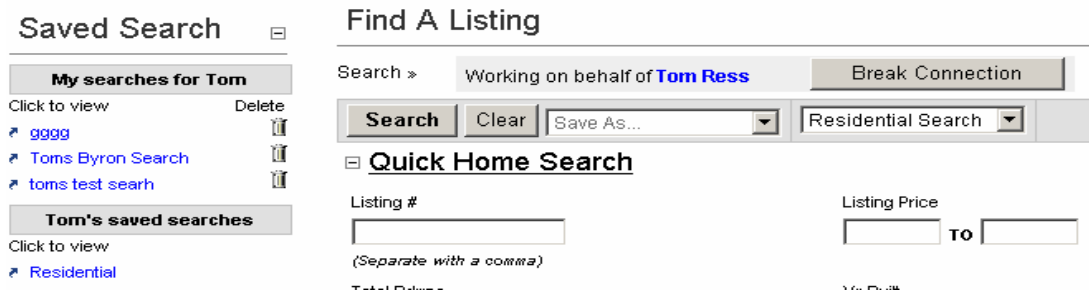 Saved Search
My searches for Tom
Click to view Delete
gggg
Toms Byron Search
toms test searh
Tom's saved searches
Click to view
Residential
Find A Listing
Search » Working on behalf of Tom Ress Break Connection
Search Clear Save As... Residential Search
Quick Home Search
Listing # Listing Price
TO
(Separate with a comma)